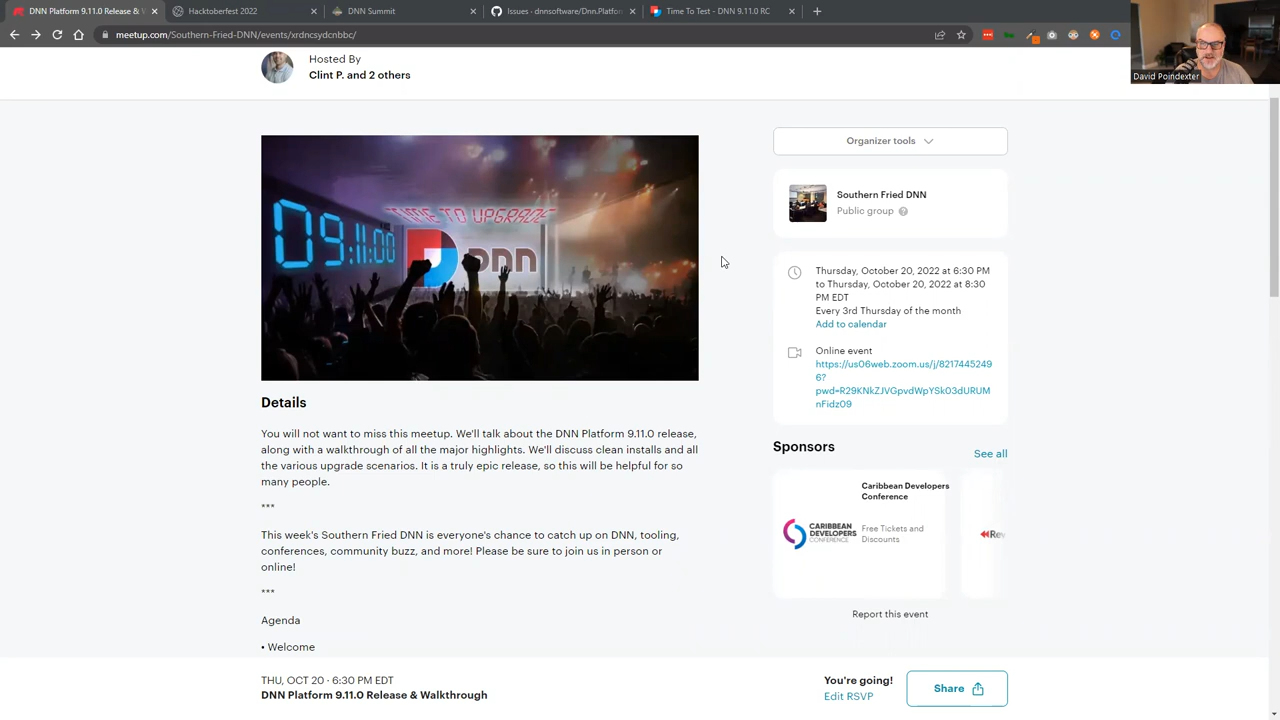 DNN Platform 9.11.0 Release & W
Hacktoberfest 2022
DNN Summit
Issues · dnnsoftware/Dnn.Platform
Time To Test - DNN 9.11.0 RC
meetup.com/Southern-Fried-DNN/events/xrdncsydcnbbc/
David Poindexter
Hosted By
Clint P. and 2 others
Organizer tools
Southern Fried DNN
Public group
TIME TO UPGRADE
09:11:00
dnn
Thursday, October 20, 2022 at 6:30 PM
to Thursday, October 20, 2022 at 8:30
PM EDT
Every 3rd Thursday of the month
Add to calendar
Online event
https://us06web.zoom.us/j/8217445249
6?
pwd=R29KNkZJVGpvdWpYSk03dURUM
nFidz09
Details
You will not want to miss this meetup. We'll talk about the DNN Platform 9.11.0 release,
along with a walkthrough of all the major highlights. We'll discuss clean installs and all
the various upgrade scenarios. It is a truly epic release, so this will be helpful for so
many people.
***
This week's Southern Fried DNN is everyone's chance to catch up on DNN, tooling,
conferences, community buzz, and more! Please be sure to join us in person or
online!
***
Agenda
• Welcome
Sponsors
See all
Caribbean Developers
Conference
CARIBBEAN
DEVELOPERS
CONFERENCE
Free Tickets and
Discounts
Rev
Report this event
THU, OCT 20 · 6:30 PM EDT
DNN Platform 9.11.0 Release & Walkthrough
You're going!
Edit RSVP
Share